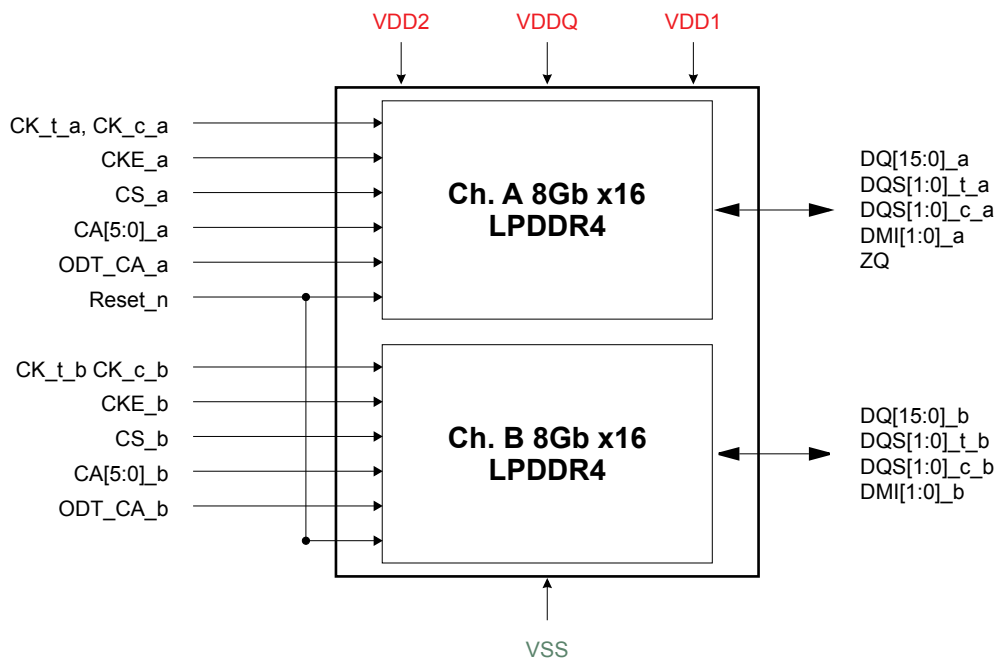 VDD2 VDDQ VDD1
CK_t_a, CK_c_a
CKE_a
CS_a
CA[5:0]_a
ODT_CA_a
Reset_n
Ch. A 8Gb x16
LPDDR4
DQ[15:0]_a
DQS[1:0]_t_a
DQS[1:0]_c_a
DMI[1:0]_a
ZQ
CK_t_b CK_c_b
CKE_b
CS_b
CA[5:0]_b
ODT_CA_b
Ch. B 8Gb x16
LPDDR4
DQ[15:0]_b
DQS[1:0]_t_b
DQS[1:0]_c_b
DMI[1:0]_b
VSS